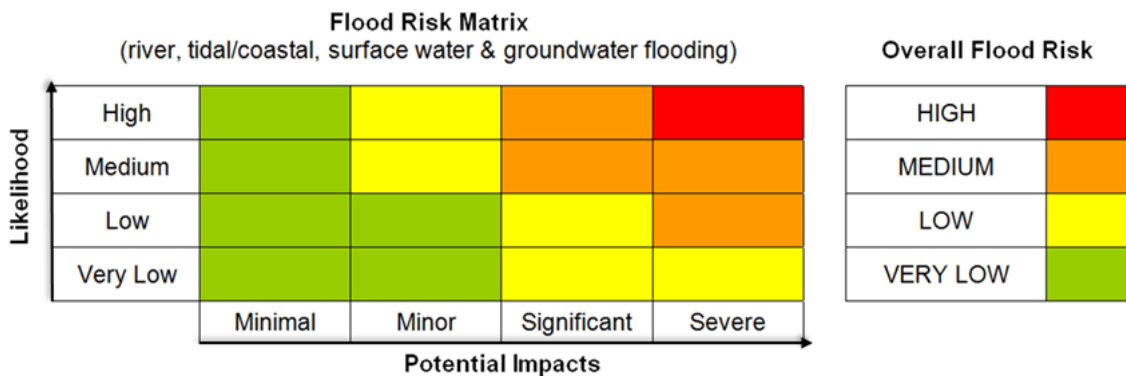 Flood Risk Matrix
(river, tidal/coastal, surface water & groundwater flooding)
Overall Flood Risk
Likelihood
High
Medium
Low
Very Low
Minimal
Minor
Significant
Severe
Potential Impacts
HIGH
MEDIUM
LOW
VERY LOW